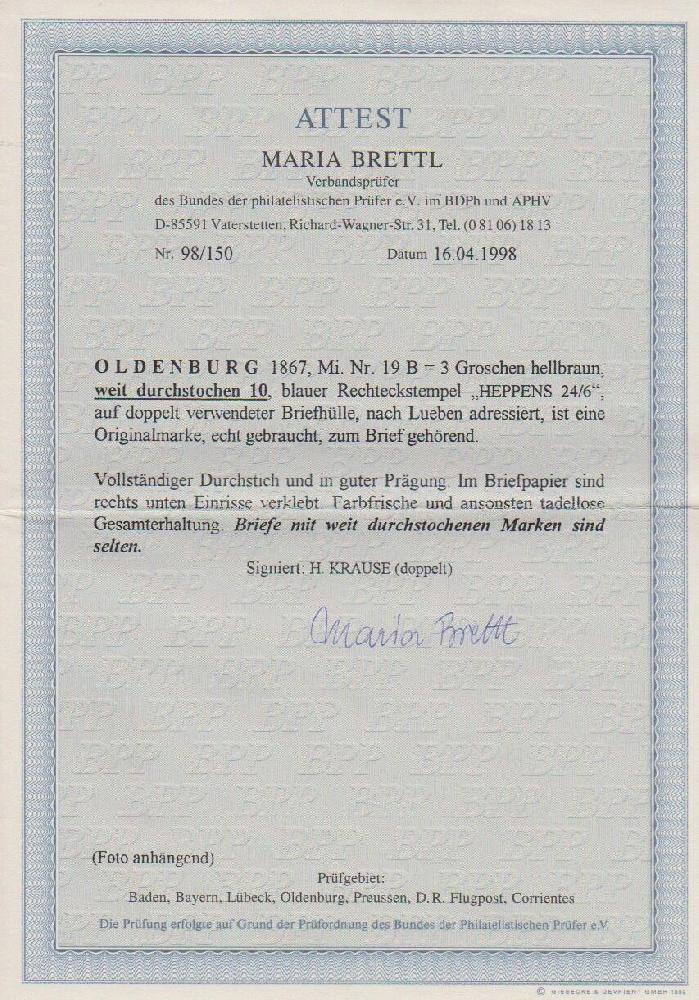 ATTEST
MARIA BRETTL
Verbandsprüfer
des Bundes der philatelistischen Prüfer e.V. im BDPh und APHV
D-85591 Vaterstetten, Richard-Wagner-Str. 31, Tel. (0 81 06) 18 13
Nr. 98/150 Datum 16.04.1998
OLDENBURG 1867, Mi. Nr. 19 B = 3 Groschen hellbraun,
weit durchstochen 10, blauer Rechteckstempel „HEPPENS 24/6“,
auf doppelt verwendeter Briefhülle, nach Lueben adressiert, ist eine
Originalmarke, echt gebraucht, zum Brief gehörend.
Vollständiger Durchstich und in guter Prägung. Im Briefpapier sind
rechts unten Einrisse verklebt. Farbfrische und ansonsten tadellose
Gesamterhaltung. Briefe mit weit durchstochenen Marken sind
selten.
Signiert: H. KRAUSE (doppelt)
Maria Brettl
(Foto anhängend)
Prüfgebiet:
Baden, Bayern, Lübeck, Oldenburg, Preussen, D.R. Flugpost, Corrientes
Die Prüfung erfolgte auf Grund der Prüfordnung des Bundes der Philatelistischen Prüfer e.V.
© GIESECKE & DEVRIENT GMBH